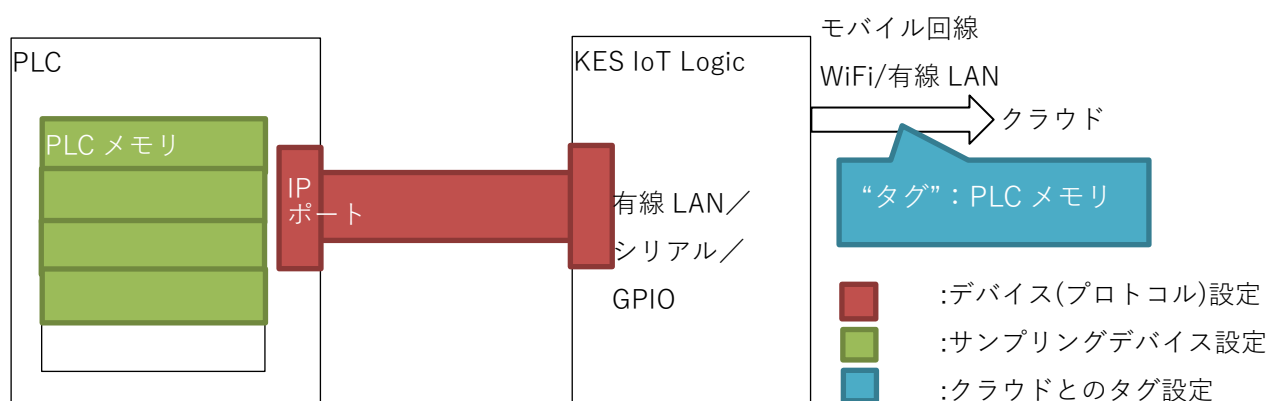 PLC
PLC メモリ
IP
ポート
KES IoT Logic
有線 LAN／
シリアル／
GPIO
モバイル回線
WiFi/有線 LAN
クラウド
“タグ”：PLC メモリ
:デバイス(プロトコル)設定
:サンプリングデバイス設定
:クラウドとのタグ設定